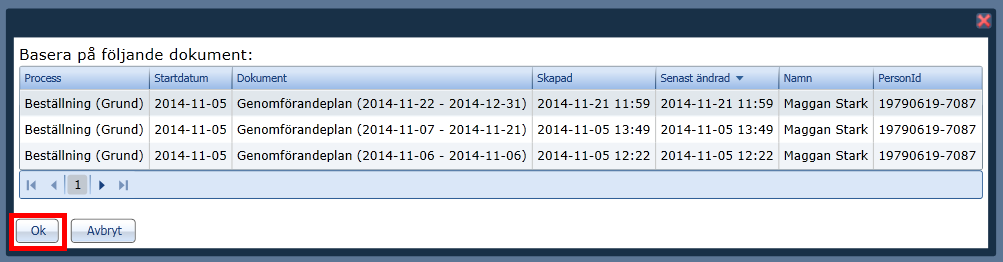 Basera på följande dokument:
Process Startdatum Dokument Skapad Senast ändrad Namn PersonId
Beställning (Grund) 2014-11-05 Genomförandeplan (2014-11-22 - 2014-12-31) 2014-11-21 11:59 2014-11-21 11:59 Maggan Stark 19790619-7087
Beställning (Grund) 2014-11-05 Genomförandeplan (2014-11-07 - 2014-11-21) 2014-11-05 13:49 2014-11-05 13:49 Maggan Stark 19790619-7087
Beställning (Grund) 2014-11-05 Genomförandeplan (2014-11-06 - 2014-11-06) 2014-11-05 12:22 2014-11-05 12:22 Maggan Stark 19790619-7087
1
Ok Avbryt